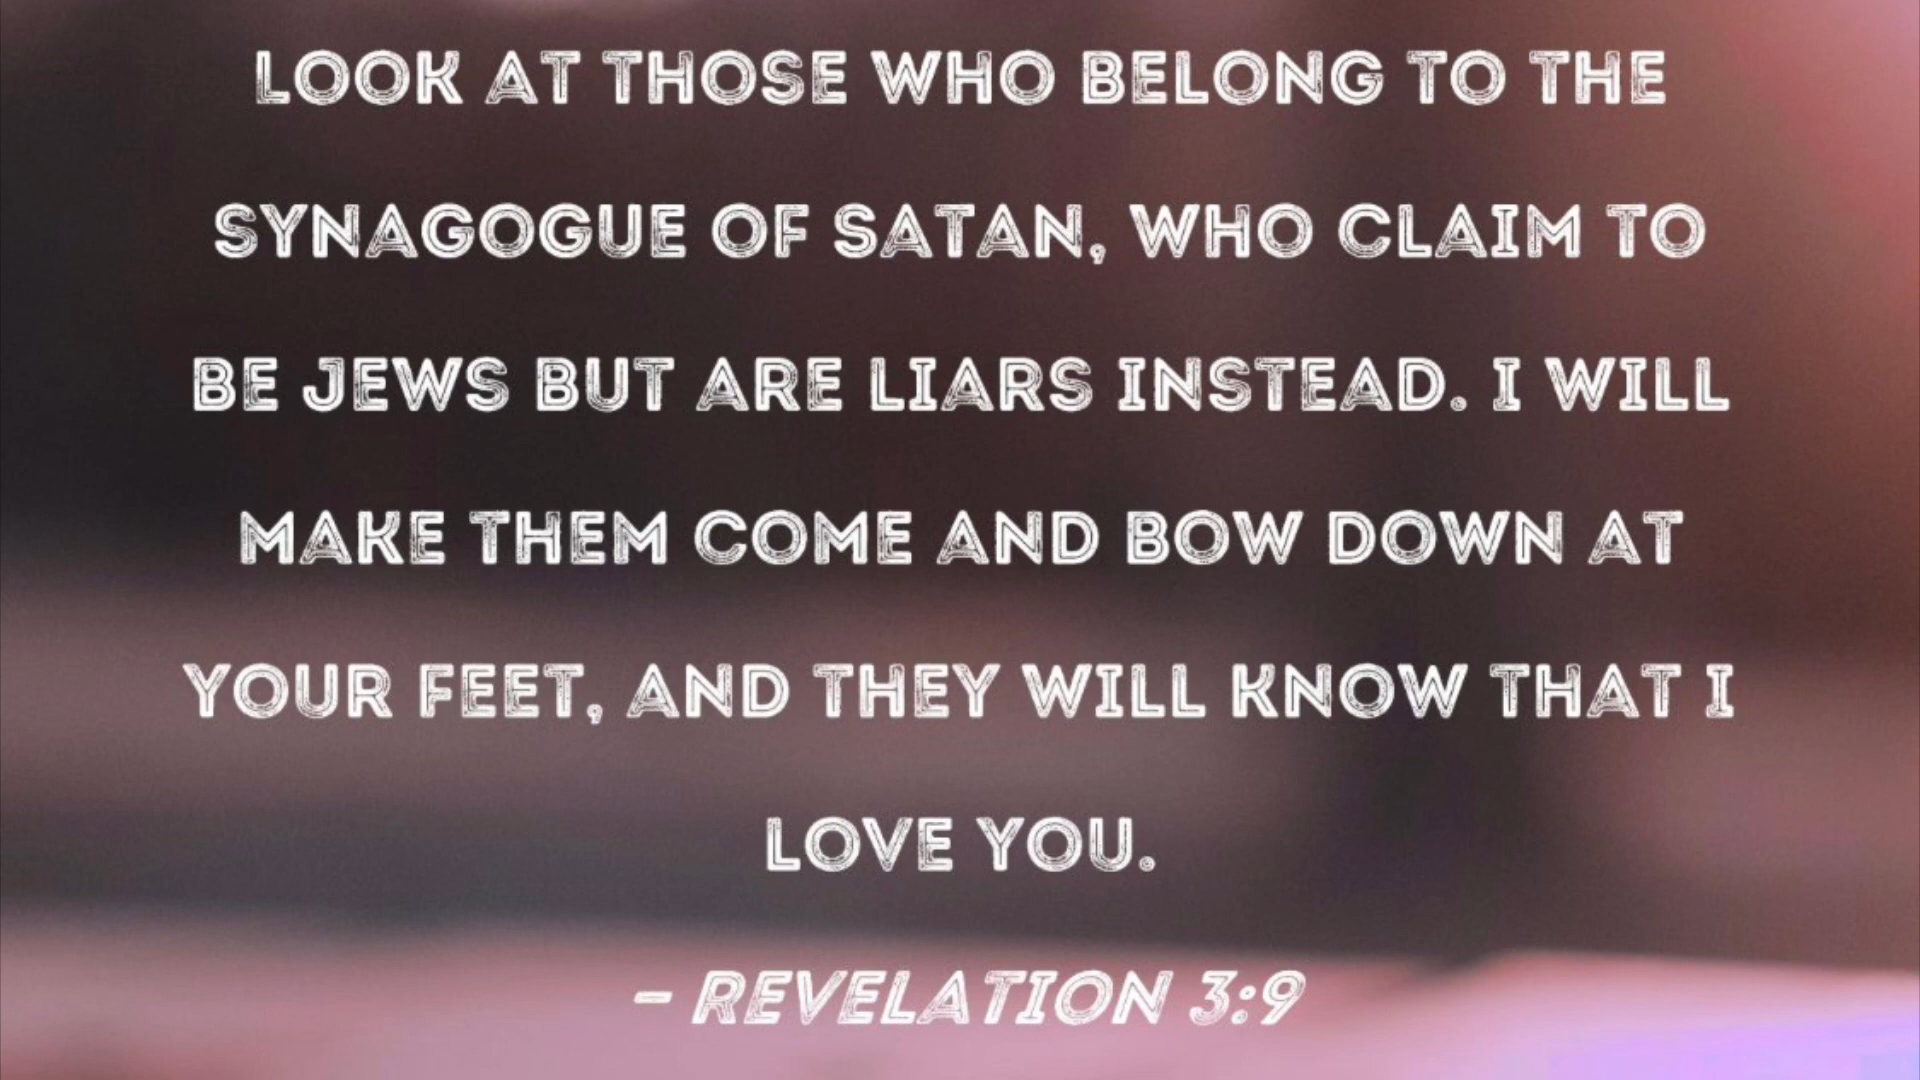 LOOK AT THOSE WHO BELONG TO THE
SYNAGOGUE OF SATAN, WHO CLAIM TO
BE JEWS BUT ARE LIARS INSTEAD. I WILL
MAKE THEM COME AND BOW DOWN AT
YOUR FEET, AND THEY WILL KNOW THAT I
LOVE YOU.
– REVELATION 3:9